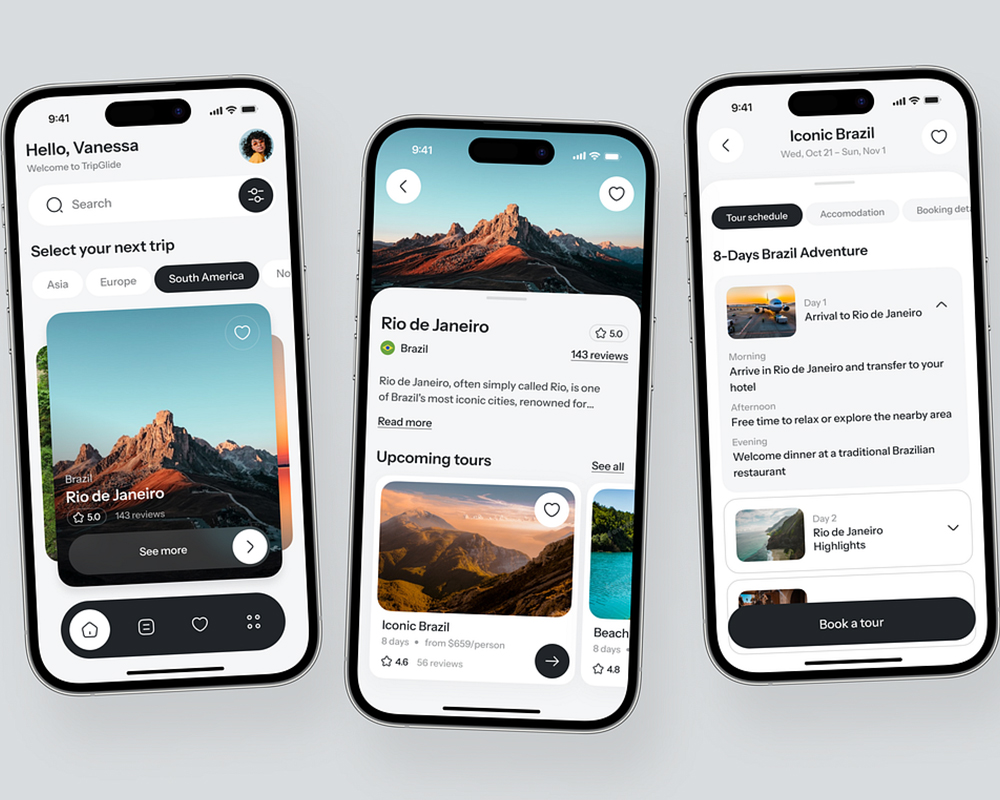 9:41
Hello, Vanessa
Welcome to TripGlide
Search
Select your next trip
Asia
Europe
South America
No
Brazil
Rio de Janeiro
5.0
143 reviews
See more
9:41
Rio de Janeiro
5.0
Brazil
143 reviews
Rio de Janeiro, often simply called Rio, is one
of Brazil's most iconic cities, renowned for...
Read more
Upcoming tours
See all
Iconic Brazil
8 days • from $659/person
4.6
56 reviews
Beach
8 days
4.8
9:41
Iconic Brazil
Wed, Oct 21 – Sun, Nov 1
Tour schedule
Accomodation
Booking det
8-Days Brazil Adventure
Day 1
Arrival to Rio de Janeiro
Morning
Arrive in Rio de Janeiro and transfer to your
hotel
Afternoon
Free time to relax or explore the nearby area
Evening
Welcome dinner at a traditional Brazilian
restaurant
Day 2
Rio de Janeiro
Highlights
Book a tour